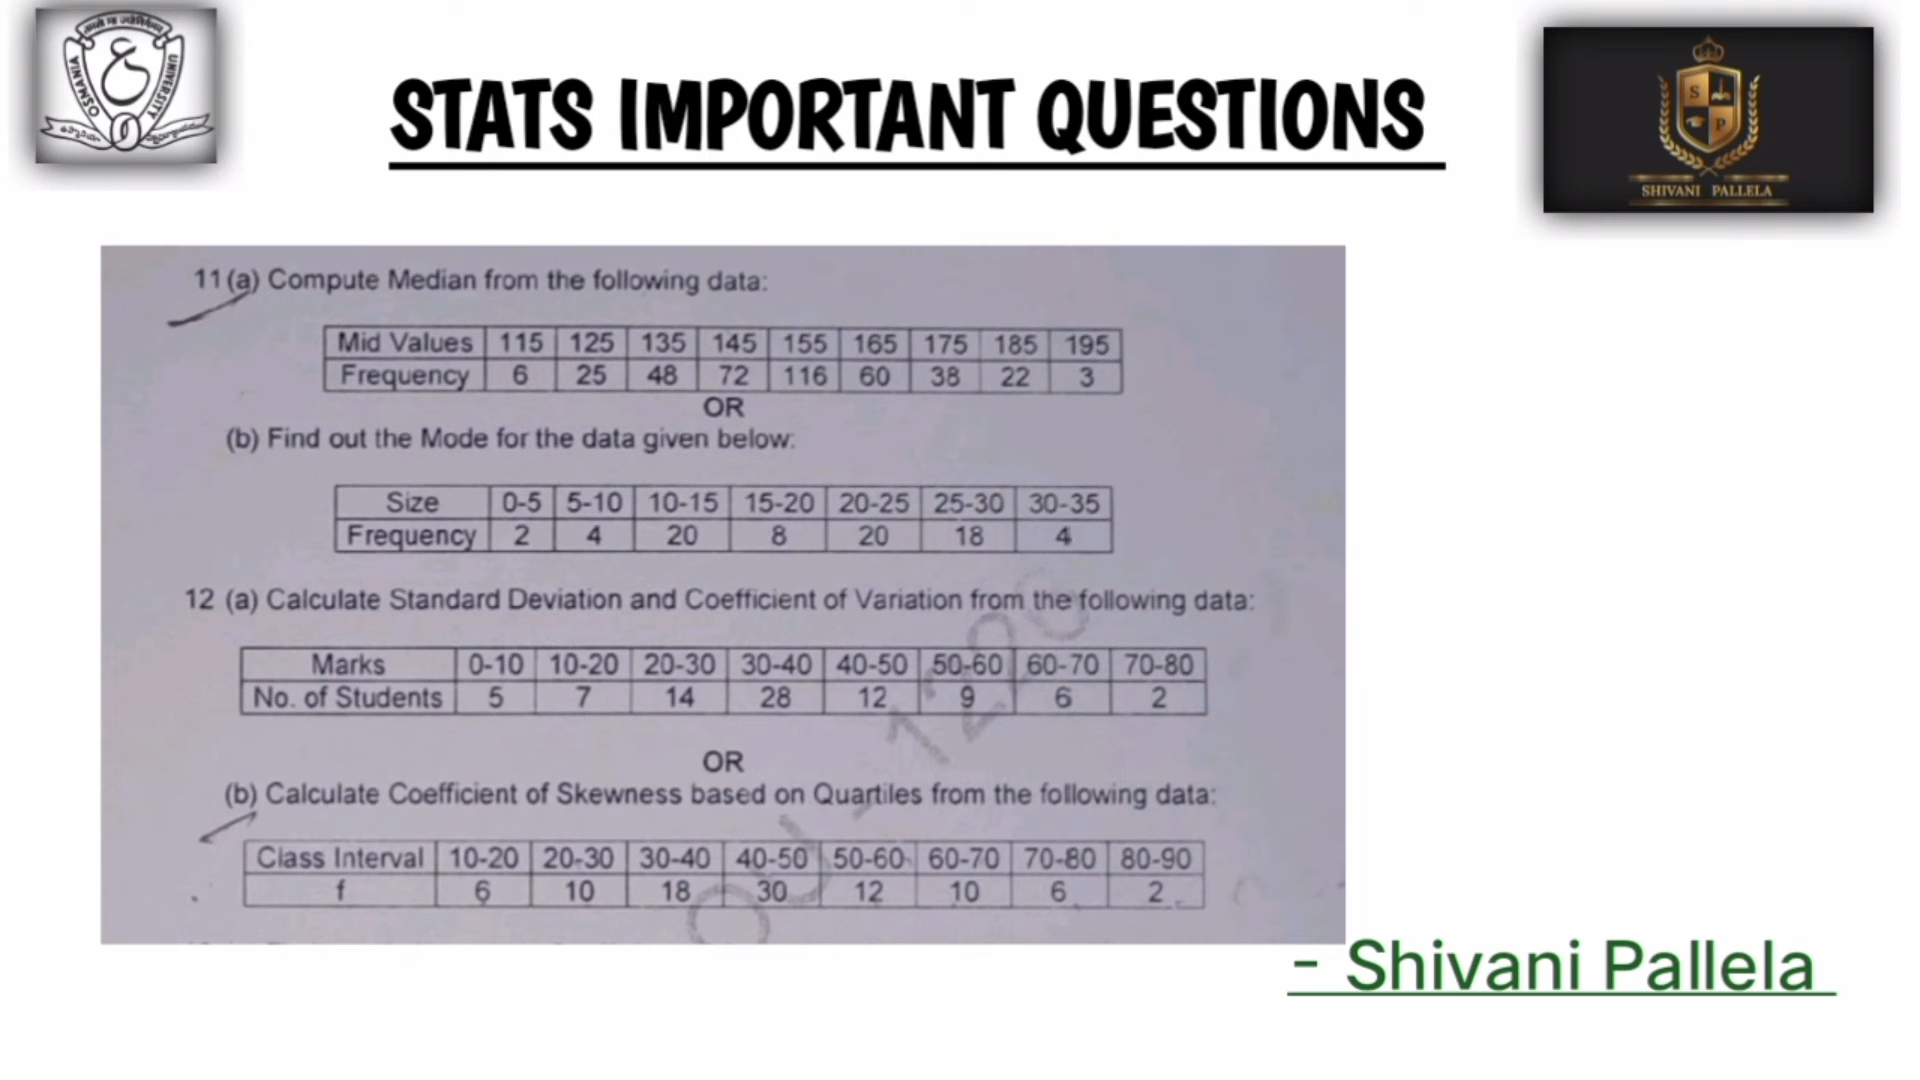 STATS IMPORTANT QUESTIONS
OSMANIA UNIVERSITY
S
P
SHIVANI PALLELA
11 (a) Compute Median from the following data:
Mid Values 115 125 135 145 155 165 175 185 195
Frequency 6 25 48 72 116 60 38 22 3
OR
(b) Find out the Mode for the data given below:
Size 0-5 5-10 10-15 15-20 20-25 25-30 30-35
Frequency 2 4 20 8 20 18 4
12 (a) Calculate Standard Deviation and Coefficient of Variation from the following data:
Marks 0-10 10-20 20-30 30-40 40-50 50-60 60-70 70-80
No. of Students 5 7 14 28 12 9 6 2
OR
(b) Calculate Coefficient of Skewness based on Quartiles from the following data:
Class Interval 10-20 20-30 30-40 40-50 50-60 60-70 70-80 80-90
f 6 10 18 30 12 10 6 2
- Shivani Pallela